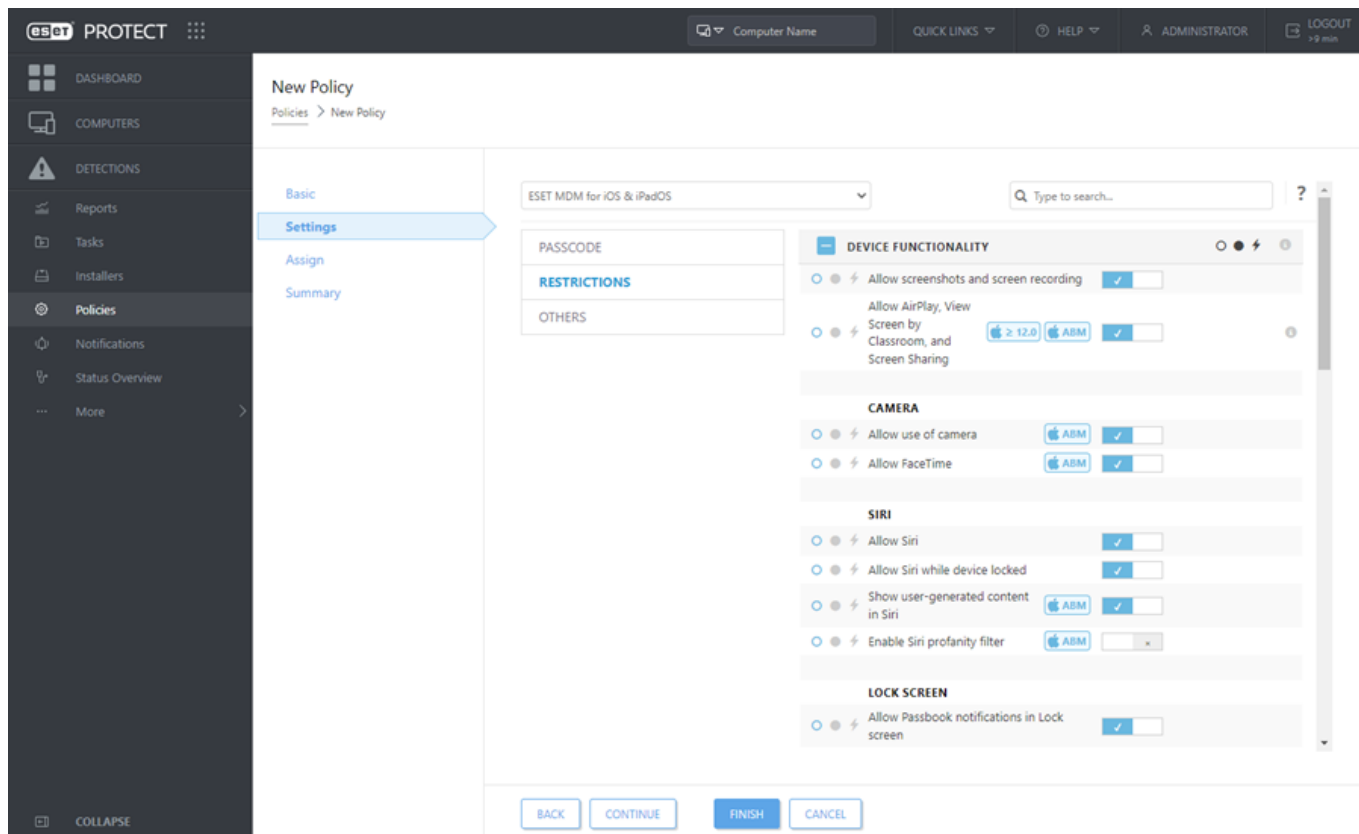 eset PROTECT
Computer Name
QUICK LINKS
HELP
ADMINISTRATOR
LOGOUT
>9 min
DASHBOARD
COMPUTERS
DETECTIONS
Reports
Tasks
Installers
Policies
Notifications
Status Overview
More
COLLAPSE
New Policy
Policies > New Policy
Basic
Settings
Assign
Summary
ESET MDM for iOS & iPadOS
Type to search...
?
PASSCODE
RESTRICTIONS
OTHERS
DEVICE FUNCTIONALITY
Allow screenshots and screen recording
Allow AirPlay, View
Screen by
Classroom, and
Screen Sharing
≥ 12.0
ABM
CAMERA
Allow use of camera
ABM
Allow FaceTime
ABM
SIRI
Allow Siri
Allow Siri while device locked
Show user-generated content
in Siri
ABM
Enable Siri profanity filter
ABM
LOCK SCREEN
Allow Passbook notifications in Lock
screen
BACK
CONTINUE
FINISH
CANCEL